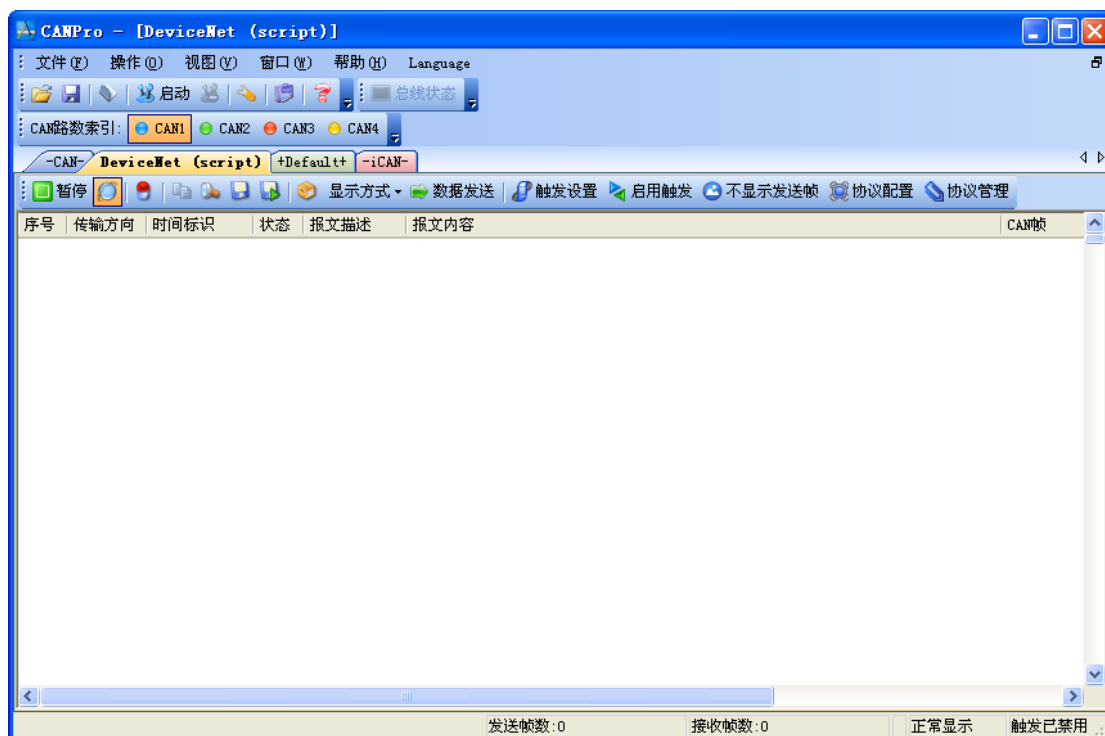 CANPro - [DeviceNet (script)]
文件(F) 操作(O) 视图(V) 窗口(W) 帮助(H) Language
启动 总线状态
CAN路数索引: CAN1 CAN2 CAN3 CAN4
-CAN- DeviceNet (script) +Default+ -iCAN-
暂停 显示方式 数据发送 触发设置 启用触发 不显示发送帧 协议配置 协议管理
序号 传输方向 时间标识 状态 报文描述 报文内容 CAN帧
发送帧数:0 接收帧数:0 正常显示 触发已禁用